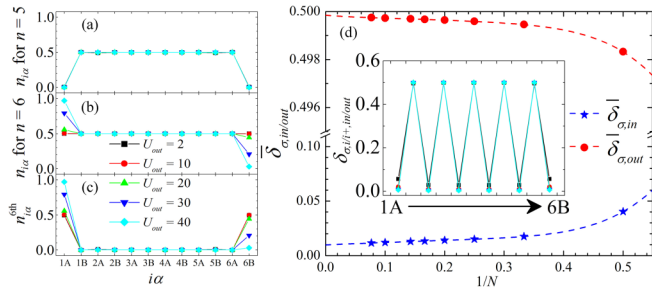 n_{iα} for n = 5
1.0
0.5
0.0
(a)
n_{iα} for n = 6
1.0
0.5
0.0
(b)
U_{out} = 2
U_{out} = 10
U_{out} = 20
U_{out} = 30
U_{out} = 40
n_{iα}^{6th}
1.0
0.5
0.0
(c)
1A 1B 2A 2B 3A 3B 4A 4B 5A 5B 6A 6B
iα
δ̅_{σ,in/out}
0.500
0.498
0.496
0.10
0.05
0.00
(d)
δ_{σ,i/i+,in/out}
0.6
0.4
0.2
0.0
1A 6B
δ̅_{σ,in}
δ̅_{σ,out}
0.0 0.1 0.2 0.3 0.4 0.5
1/N